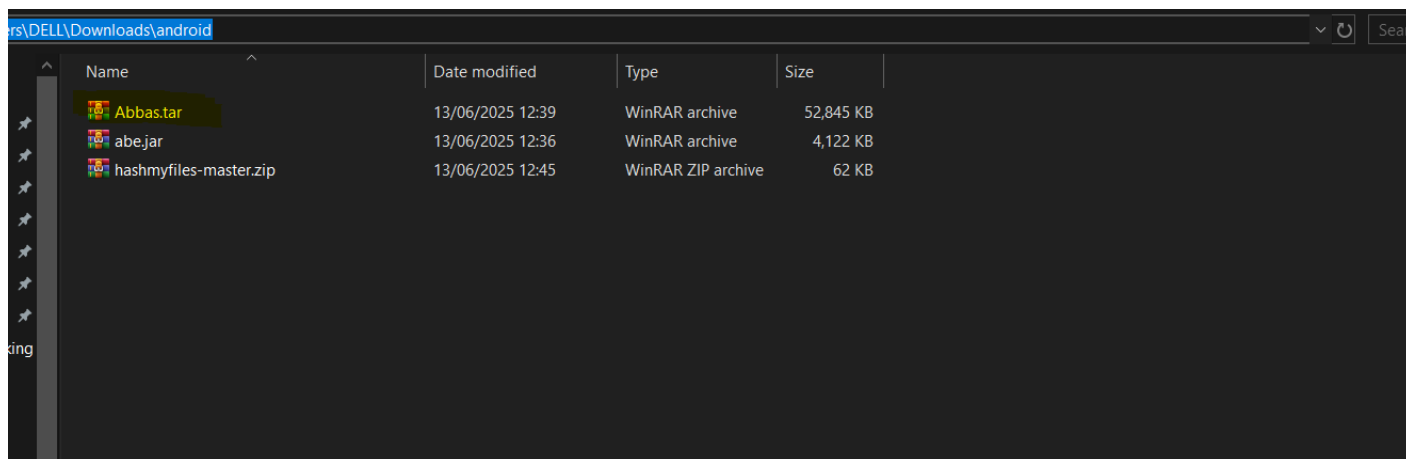 rs\DELL\Downloads\android Sea
Name Date modified Type Size
Abbas.tar 13/06/2025 12:39 WinRAR archive 52,845 KB
abe.jar 13/06/2025 12:36 WinRAR archive 4,122 KB
hashmyfiles-master.zip 13/06/2025 12:45 WinRAR ZIP archive 62 KB
king